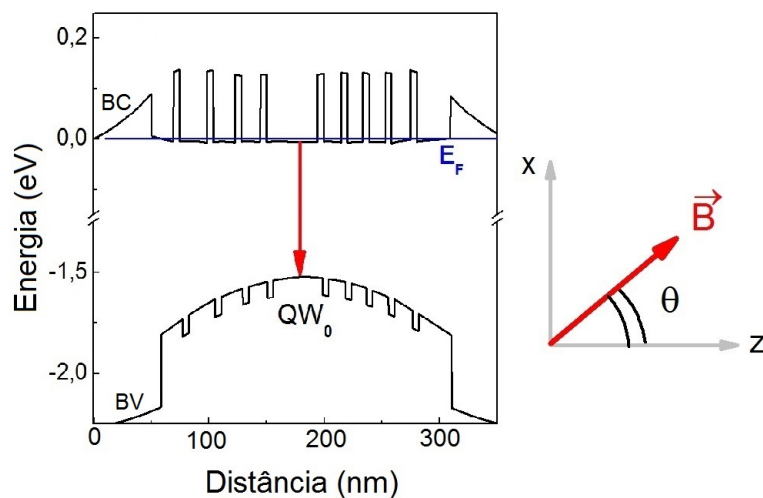 0,2
BC
0,0
E_F
Energia (eV)
-1,5
QW_0
-2,0
BV
0
100
200
300
Distância (nm)
x
B
θ
z